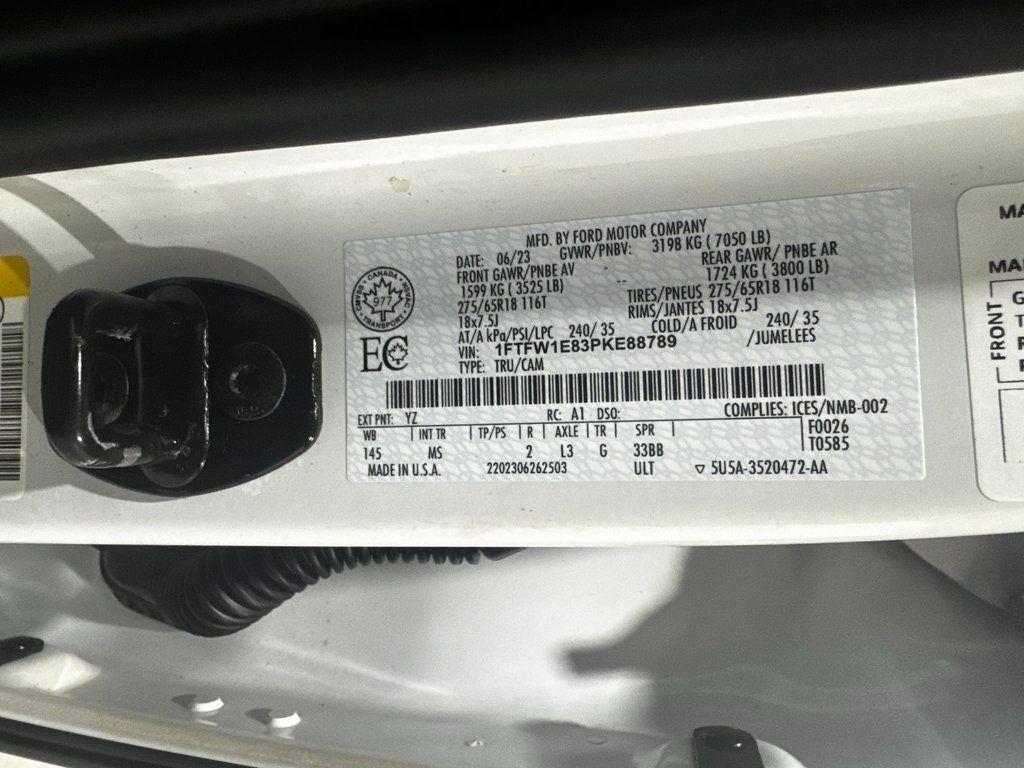 MFD. BY FORD MOTOR COMPANY
DATE: 06/23 GVWR/PNBV: 3198 KG ( 7050 LB)
FRONT GAWR/PNBE AV REAR GAWR/ PNBE AR
1599 KG ( 3525 LB) 1724 KG ( 3800 LB)
275/65R18 116T TIRES/PNEUS 275/65R18 116T
18x7.5J RIMS/JANTES 18x7.5J
AT/A kPa/PSI/LPC 240/ 35 COLD/A FROID 240/ 35
VIN: 1FTFW1E83PKE88789 /JUMELEES
TYPE: TRU/CAM
CANADA
977
TRANSPORT
EC
EXT PNT: YZ RC: A1 DSO: COMPLIES: ICES/NMB-002
WB INT TR TP/PS R AXLE TR SPR F0026
145 MS 2 L3 G 33BB T0585
MADE IN U.S.A. 2202306262503 ULT ▽ 5U5A-3520472-AA
FRONT